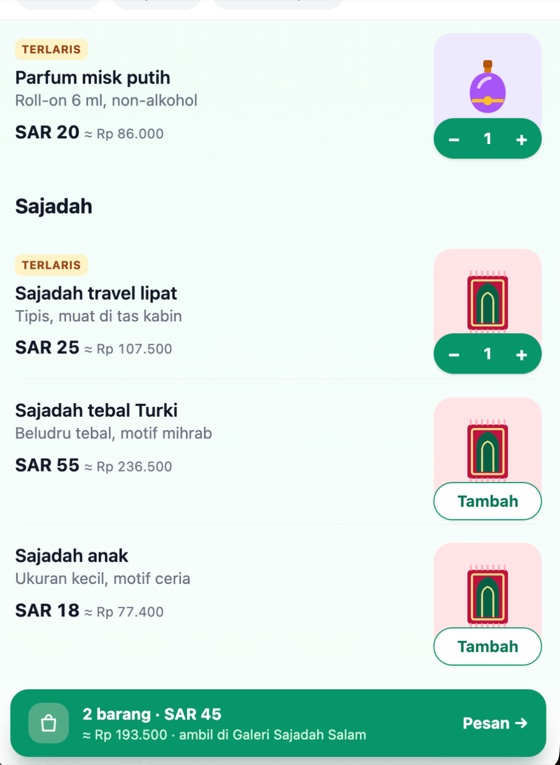 TERLARIS
Parfum misk putih
Roll-on 6 ml, non-alkohol
SAR 20 ≈ Rp 86.000
− 1 +
Sajadah
TERLARIS
Sajadah travel lipat
Tipis, muat di tas kabin
SAR 25 ≈ Rp 107.500
− 1 +
Sajadah tebal Turki
Beludru tebal, motif mihrab
SAR 55 ≈ Rp 236.500
Tambah
Sajadah anak
Ukuran kecil, motif ceria
SAR 18 ≈ Rp 77.400
Tambah
2 barang · SAR 45
≈ Rp 193.500 · ambil di Galeri Sajadah Salam
Pesan →